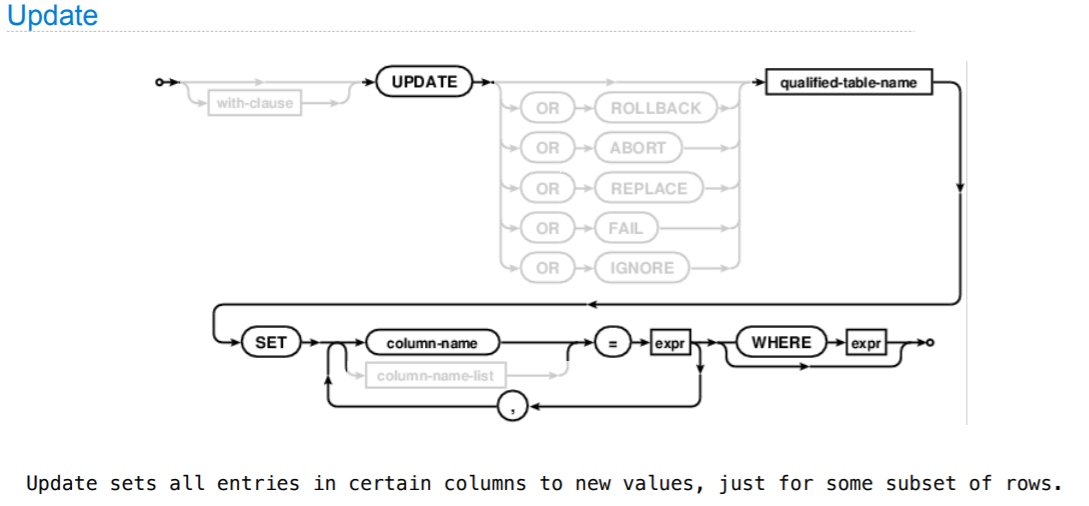 Update
UPDATE qualified-table-name
with-clause
OR ROLLBACK
OR ABORT
OR REPLACE
OR FAIL
OR IGNORE
SET column-name = expr WHERE expr
column-name-list
,
Update sets all entries in certain columns to new values, just for some subset of rows.